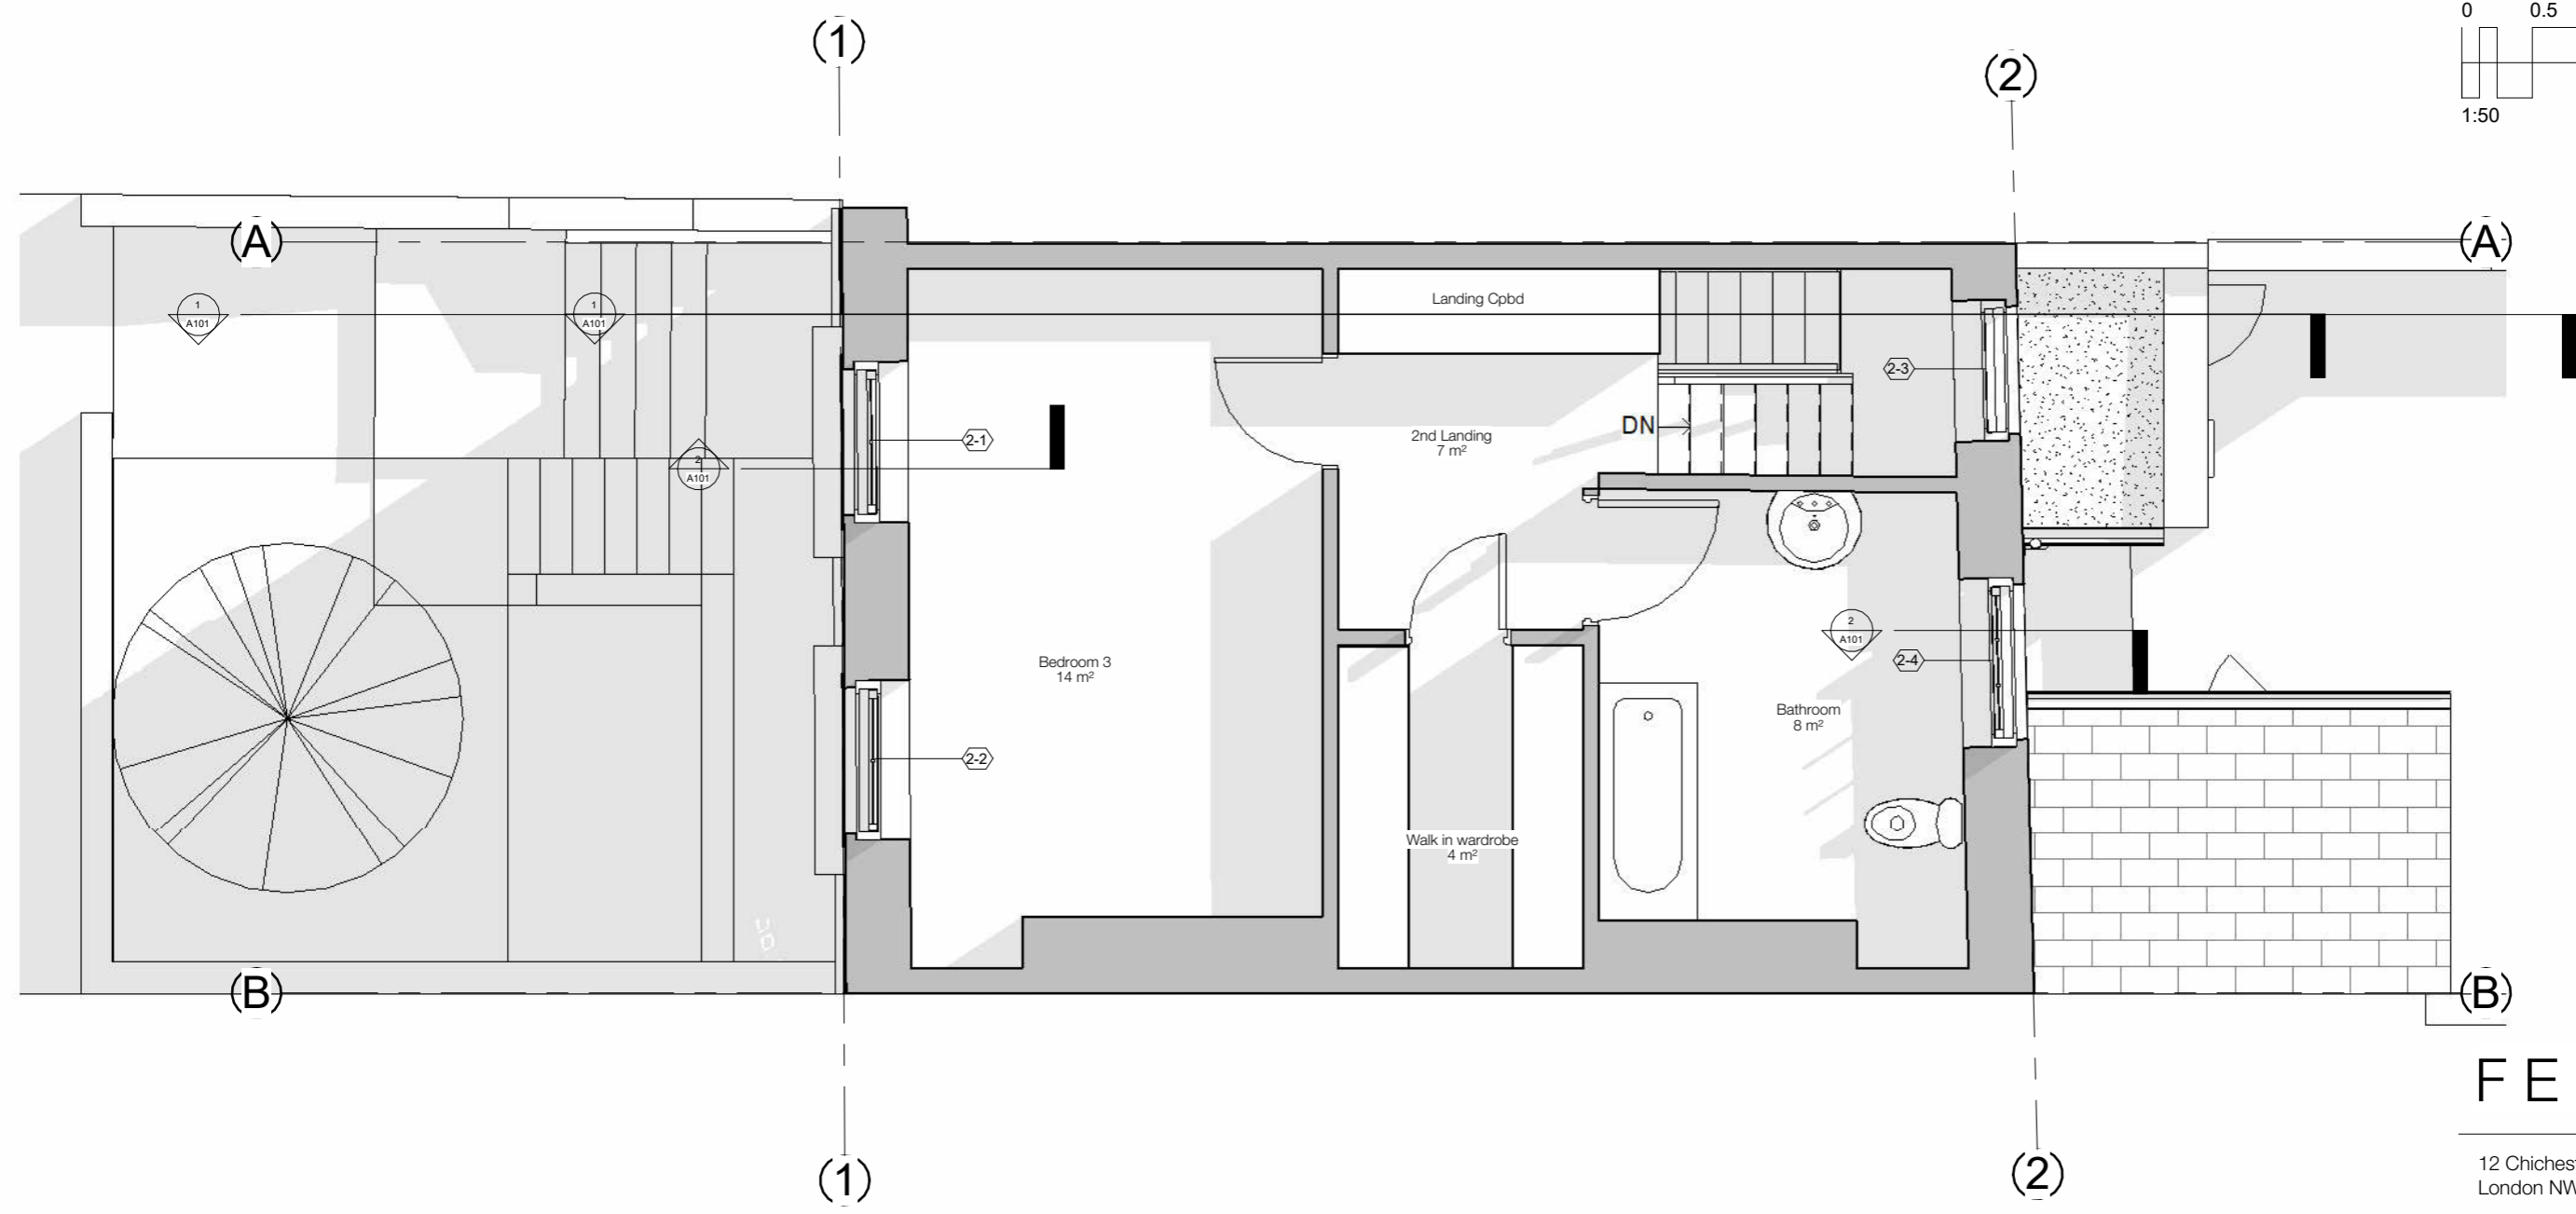 0 0.5
1:50
(1)
(2)
(A)
(A)
1
A101
1
A101
Landing Cpbd
2-3
DN
2nd Landing
7 m²
2-1
2
A101
2
A101
2-4
Bedroom 3
14 m²
Bathroom
8 m²
2-2
Walk in wardrobe
4 m²
(B)
(B)
F E
(1)
(2)
12
London